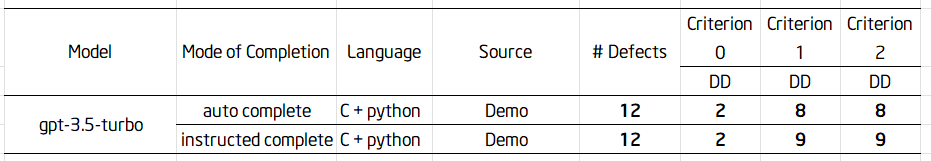 Model Mode of Completion Language Source # Defects Criterion 0 Criterion 1 Criterion 2
DD DD DD
gpt-3.5-turbo auto complete C + python Demo 12 2 8 8
instructed complete C + python Demo 12 2 9 9